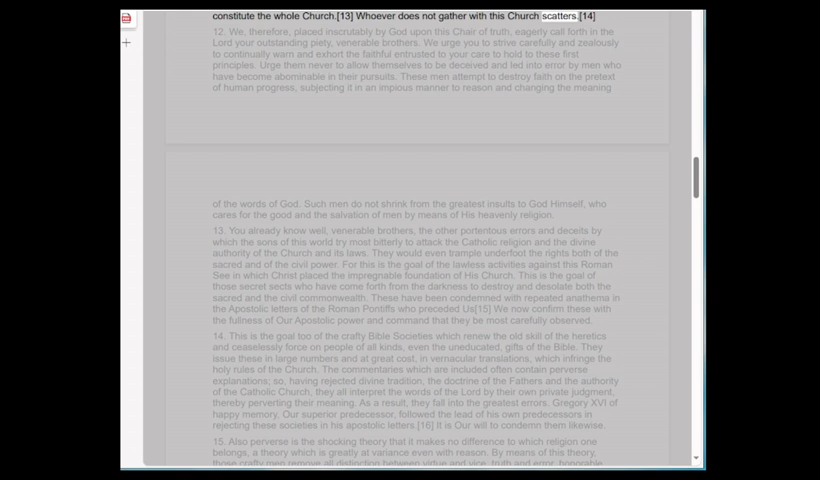 constitute the whole Church.[13] Whoever does not gather with this Church scatters.[14]
12. We, therefore, placed inscrutably by God upon this Chair of truth, eagerly call forth in the
Lord your outstanding piety, venerable brothers. We urge you to strive carefully and zealously
to continually warn and exhort the faithful entrusted to your care to hold to these first
principles. Urge them never to allow themselves to be deceived and led into error by men who
have become abominable in their pursuits. These men attempt to destroy faith on the pretext
of human progress, subjecting it in an impious manner to reason and changing the meaning
of the words of God. Such men do not shrink from the greatest insults to God Himself, who
cares for the good and the salvation of men by means of His heavenly religion.
13. You already know well, venerable brothers, the other portentous errors and deceits by
which the sons of this world try most bitterly to attack the Catholic religion and the divine
authority of the Church and its laws. They would even trample underfoot the rights both of the
sacred and of the civil power. For this is the goal of the lawless activities against this Roman
See in which Christ placed the impregnable foundation of His Church. This is the goal of
those secret sects who have come forth from the darkness to destroy and desolate both the
sacred and the civil commonwealth. These have been condemned with repeated anathema in
the Apostolic letters of the Roman Pontiffs who preceded Us[15] We now confirm these with
the fullness of Our Apostolic power and command that they be most carefully observed.
14. This is the goal too of the crafty Bible Societies which renew the old skill of the heretics
and ceaselessly force on people of all kinds, even the uneducated, gifts of the Bible. They
issue these in large numbers and at great cost, in vernacular translations, which infringe the
holy rules of the Church. The commentaries which are included often contain perverse
explanations; so, having rejected divine tradition, the doctrine of the Fathers and the authority
of the Catholic Church, they all interpret the words of the Lord by their own private judgment,
thereby perverting their meaning. As a result, they fall into the greatest errors. Gregory XVI of
happy memory, Our superior predecessor, followed the lead of his own predecessors in
rejecting these societies in his apostolic letters.[16] It is Our will to condemn them likewise.
15. Also perverse is the shocking theory that it makes no difference to which religion one
belongs, a theory which is greatly at variance even with reason. By means of this theory,
those crafty men remove all distinction between virtue and vice, truth and error, honorable